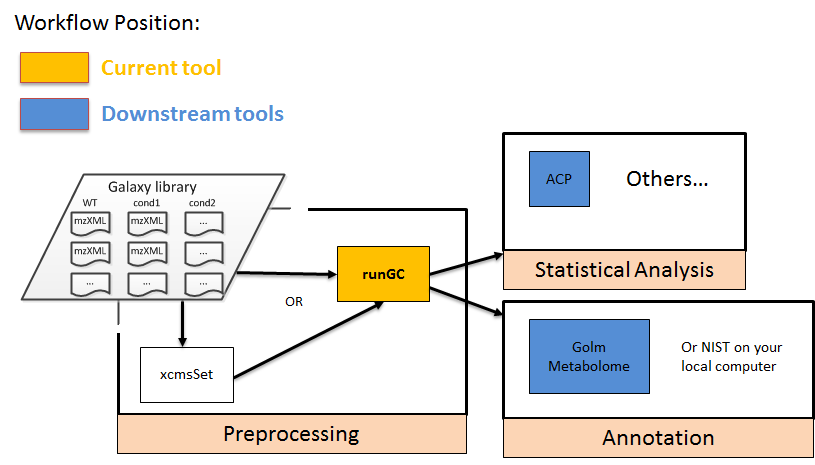 Workflow Position:
Current tool
Downstream tools
Galaxy library
WT cond1 cond2
mzXML mzXML ...
mzXML mzXML ...
... ... ...
OR
xcmsSet
runGC
Preprocessing
ACP
Others...
Statistical Analysis
Golm
Metabolome
Or NIST on your
local computer
Annotation